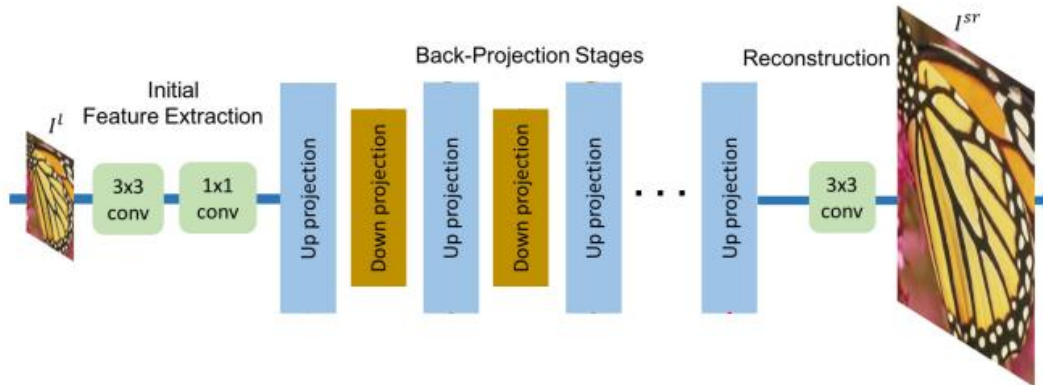 I^{sr}
Back-Projection Stages
Reconstruction
Initial
Feature Extraction
I^{l}
3x3
conv
1x1
conv
Up projection
Down projection
Up projection
Down projection
Up projection
. . .
Up projection
3x3
conv